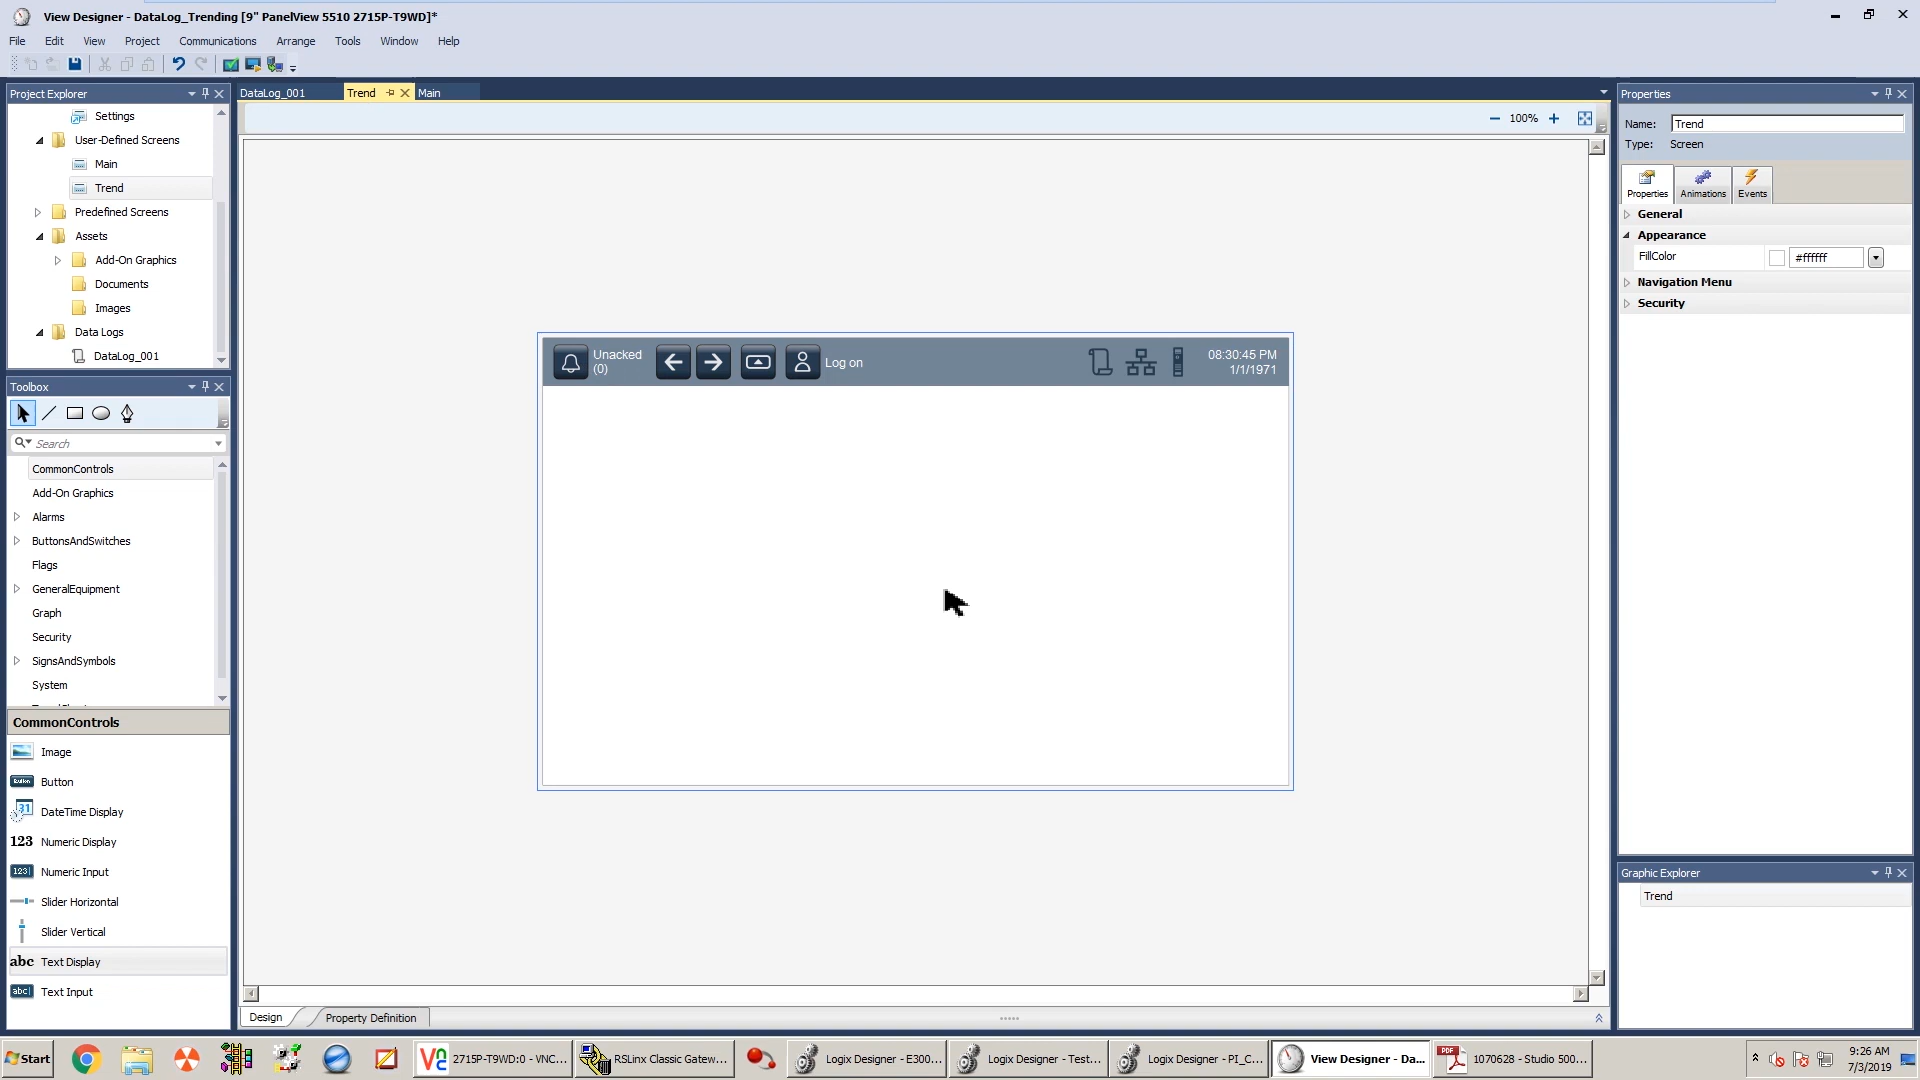 View Designer - DataLog_Trending [9" PanelView 5510 2715P-T9WD]*
File Edit View Project Communications Arrange Tools Window Help
Project Explorer
Settings
User-Defined Screens
Main
Trend
Predefined Screens
Assets
Add-On Graphics
Documents
Images
Data Logs
DataLog_001
Toolbox
Search
CommonControls
Add-On Graphics
Alarms
ButtonsAndSwitches
Flags
GeneralEquipment
Graph
Security
SignsAndSymbols
System
CommonControls
Image
Button
31 DateTime Display
123 Numeric Display
123 Numeric Input
Slider Horizontal
Slider Vertical
abc Text Display
abc Text Input
DataLog_001 Trend Main
100%
Unacked
(0)
Log on
08:30:45 PM
1/1/1971
Design Property Definition
Properties
Name: Trend
Type: Screen
Properties Animations Events
General
Appearance
FillColor #ffffff
Navigation Menu
Security
Graphic Explorer
Trend
Start
2715P-T9WD:0 - VNC...
RSLinx Classic Gatew...
Logix Designer - E300...
Logix Designer - Test...
Logix Designer - PI_C...
View Designer - Da...
PDF 1070628 - Studio 500...
9:26 AM
7/3/2019